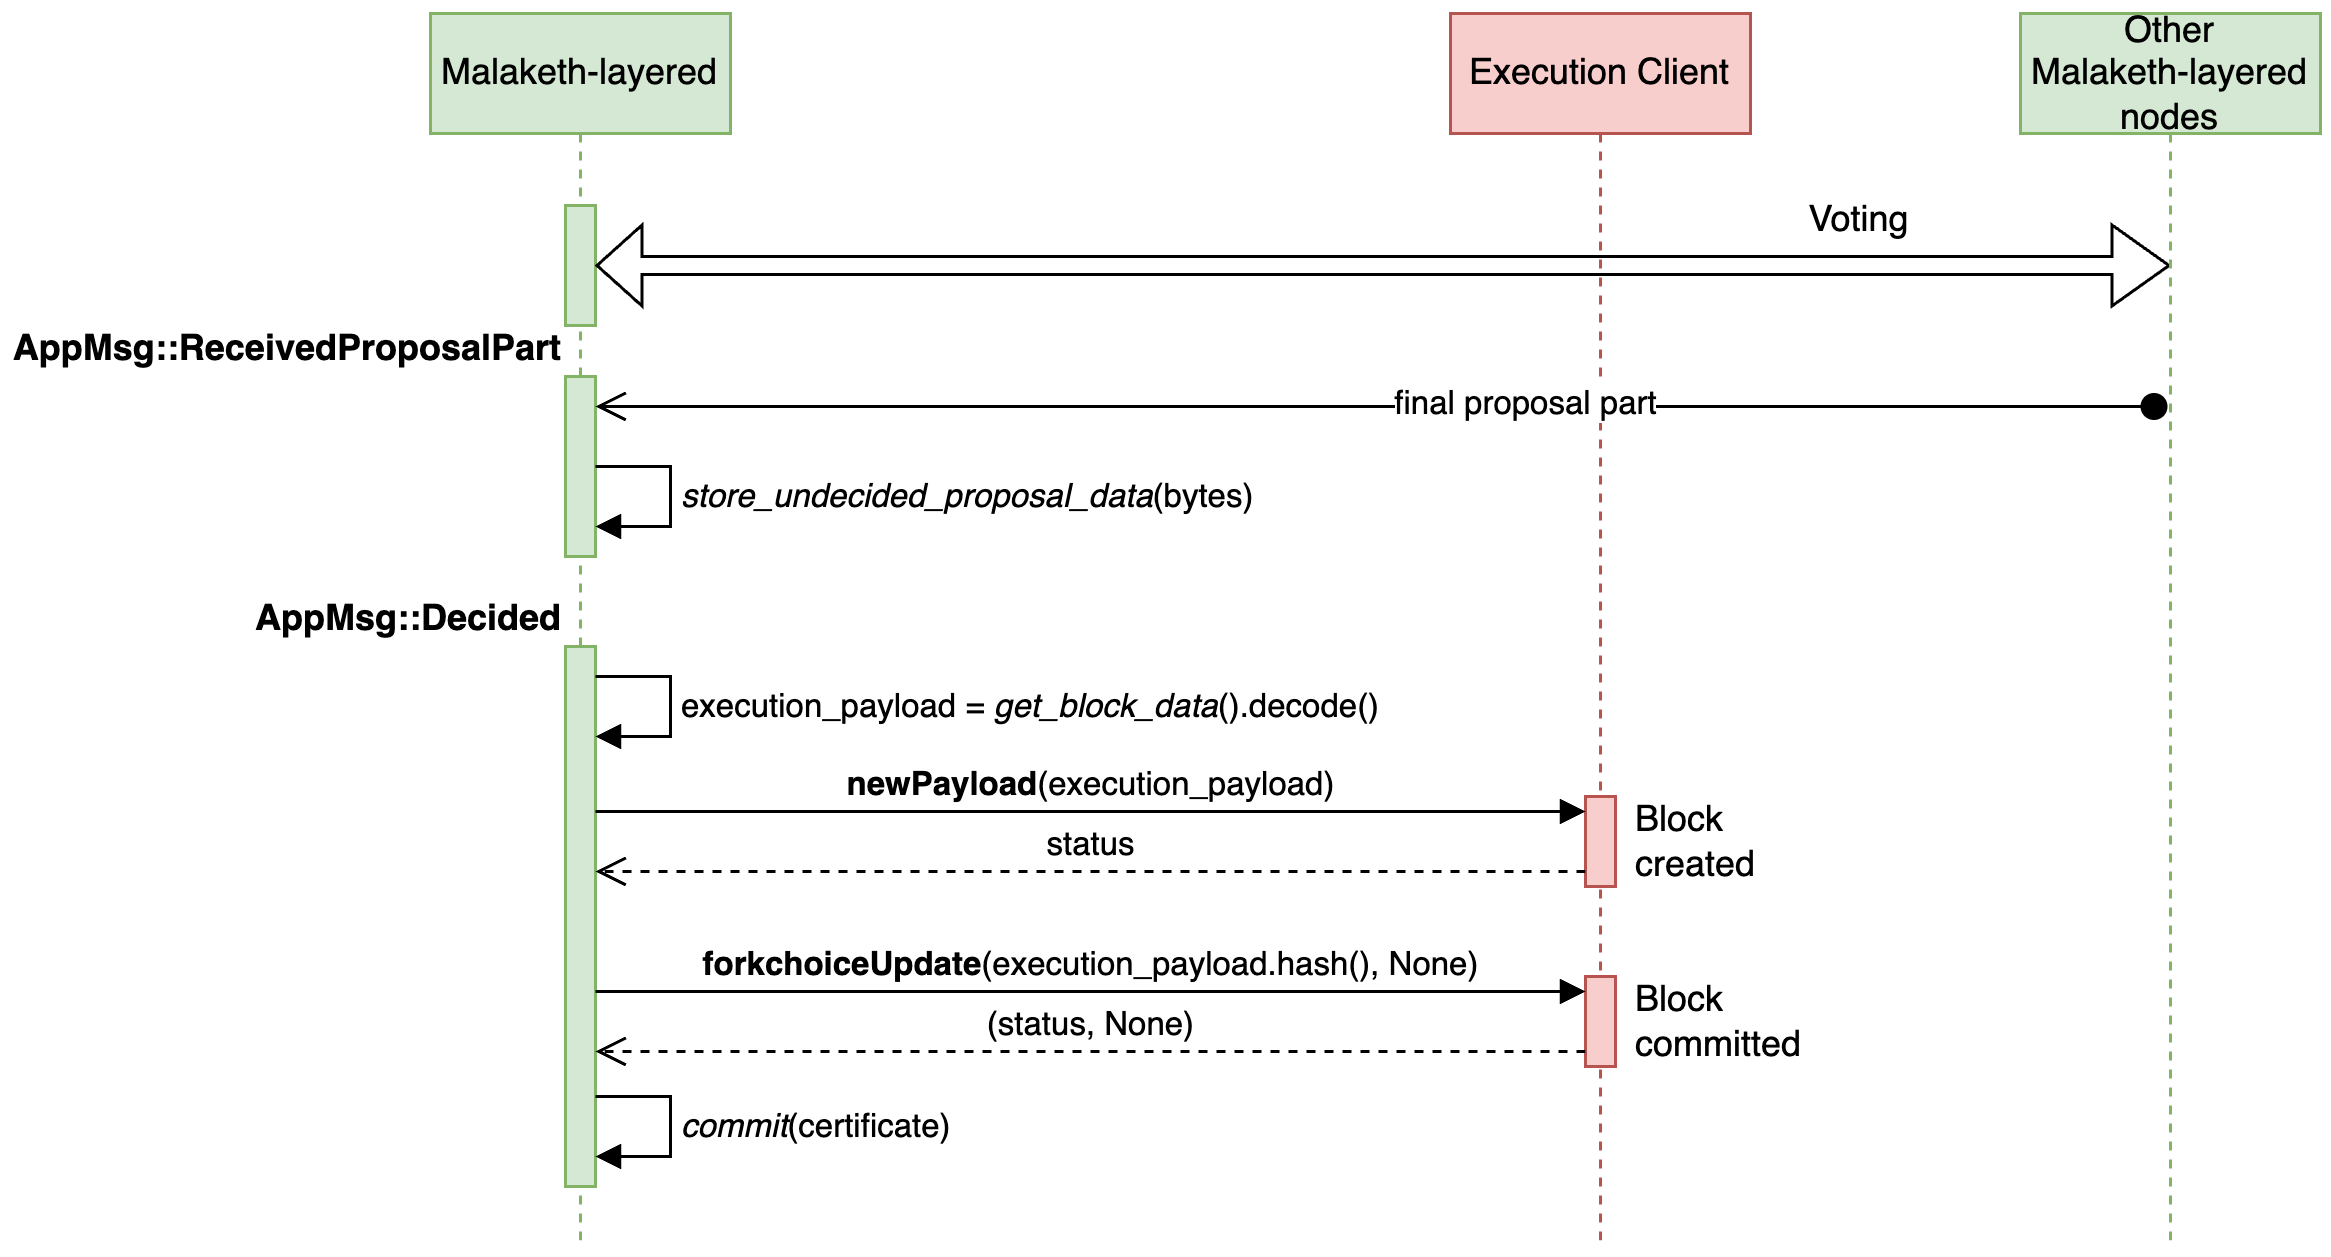 Malaketh-layered
Execution Client
Other
Malaketh-layered
nodes
Voting
AppMsg::ReceivedProposalPart
final proposal part
store_undecided_proposal_data(bytes)
AppMsg::Decided
execution_payload = get_block_data().decode()
newPayload(execution_payload)
Block
created
status
forkchoiceUpdate(execution_payload.hash(), None)
Block
committed
(status, None)
commit(certificate)